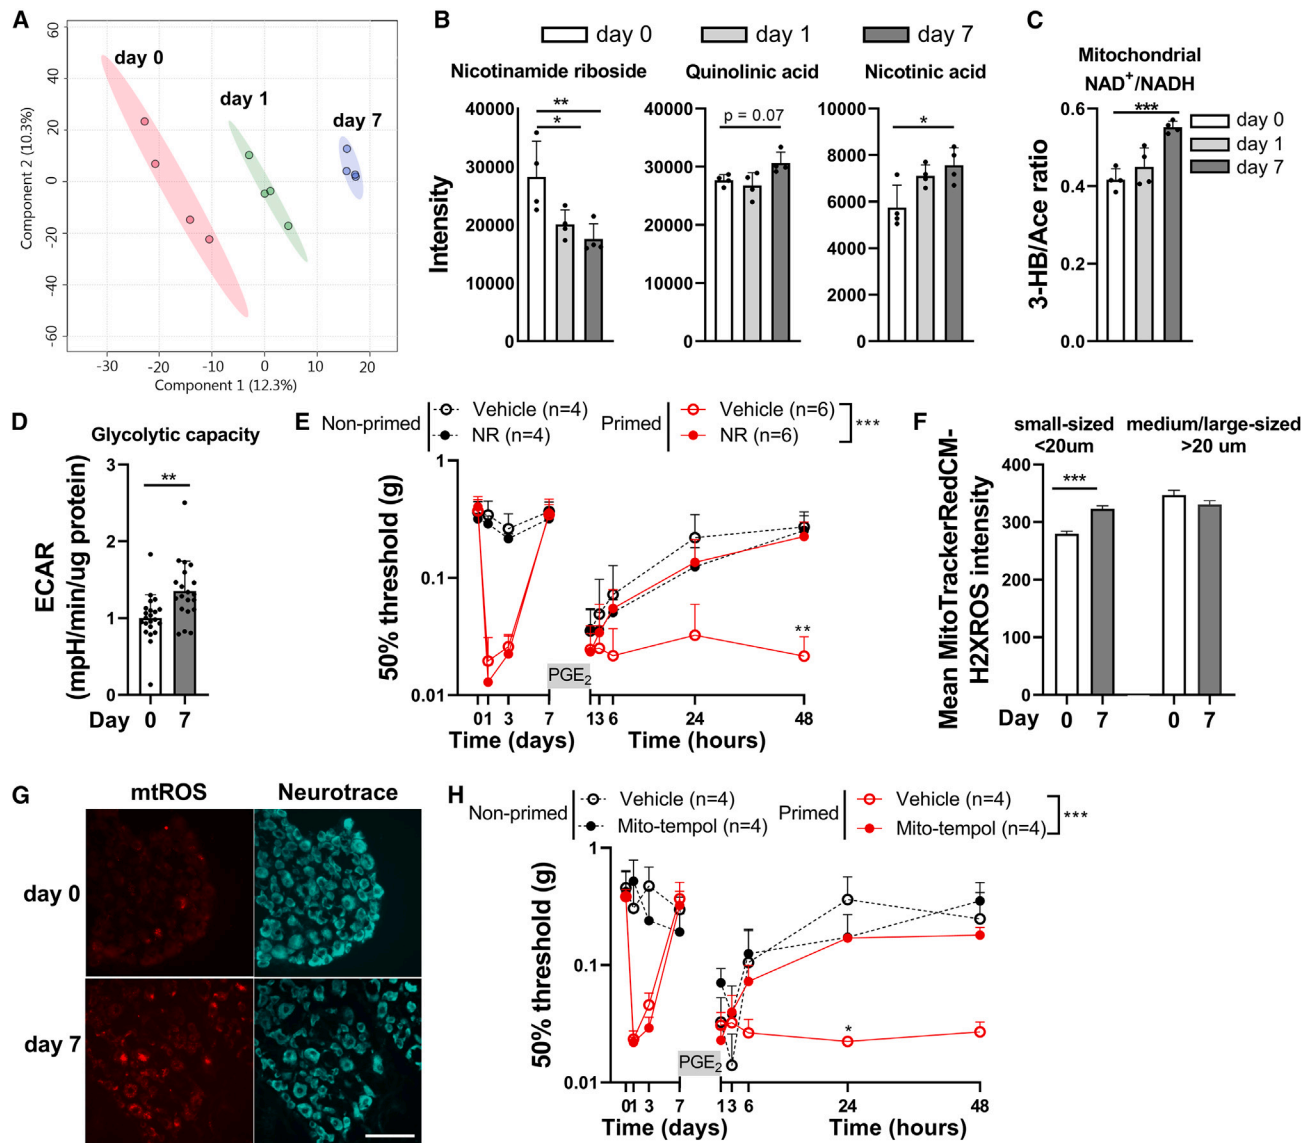 A
day 0
day 1
day 7
Component 2 (10.3%)
60
40
20
0
-20
-40
-60
-30
-20
-10
0
10
20
Component 1 (12.3%)
B
day 0
day 1
day 7
Nicotinamide riboside
Quinolinic acid
Nicotinic acid
Intensity
40000
30000
20000
10000
0
**
*
40000
30000
20000
10000
0
p = 0.07
10000
8000
6000
4000
2000
0
*
C
Mitochondrial
NAD+/NADH
3-HB/Ace ratio
0.6
0.4
0.2
0.0
***
day 0
day 1
day 7
D
Glycolytic capacity
ECAR
(mpH/min/ug protein)
3
2
1
0
**
Day 0 7
E
Non-primed
Vehicle (n=4)
NR (n=4)
Primed
Vehicle (n=6)
NR (n=6)
***
50% threshold (g)
1
0.1
0.01
PGE2
**
01 3 7
13 6 24 48
Time (days)
Time (hours)
F
small-sized
<20um
medium/large-sized
>20 um
Mean MitoTrackerRedCM-
H2XROS intensity
400
300
200
100
0
***
Day 0 7 0 7
G
mtROS
Neurotrace
day 0
day 7
H
Non-primed
Vehicle (n=4)
Mito-tempol (n=4)
Primed
Vehicle (n=4)
Mito-tempol (n=4)
***
50% threshold (g)
1
0.1
0.01
PGE2
*
01 3 7
13 6 24 48
Time (days)
Time (hours)